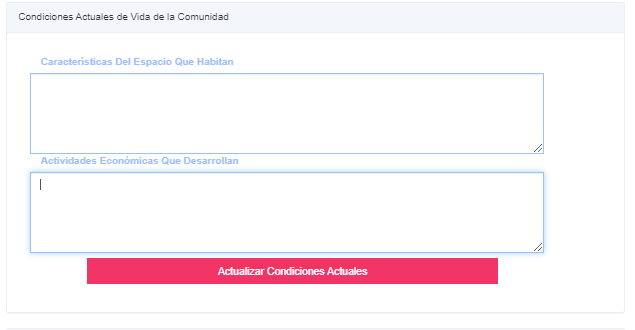 Condiciones Actuales de Vida de la Comunidad
Características Del Espacio Que Habitan
Actividades Económicas Que Desarrollan
Actualizar Condiciones Actuales